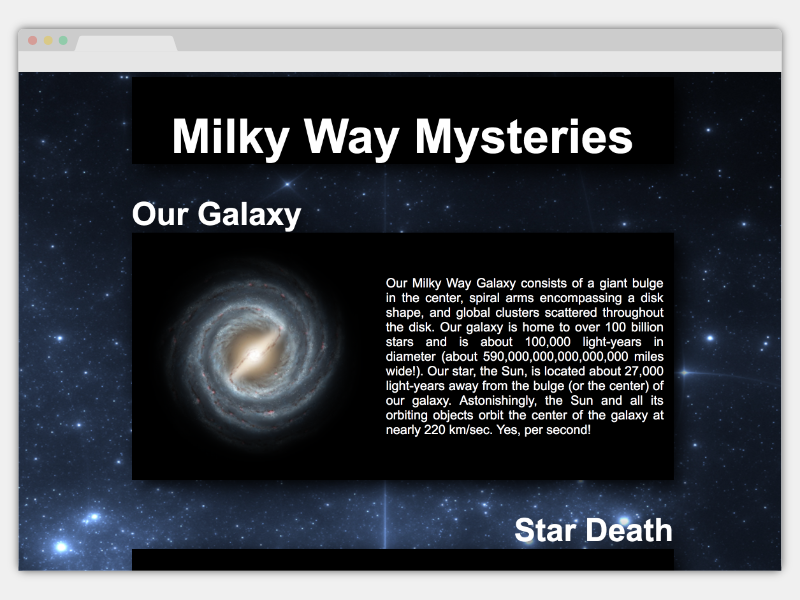 Milky Way Mysteries
Our Galaxy
Our Milky Way Galaxy consists of a giant bulge
in the center, spiral arms encompassing a disk
shape, and global clusters scattered throughout
the disk. Our galaxy is home to over 100 billion
stars and is about 100,000 light-years in
diameter (about 590,000,000,000,000,000 miles
wide!). Our star, the Sun, is located about 27,000
light-years away from the bulge (or the center) of
our galaxy. Astonishingly, the Sun and all its
orbiting objects orbit the center of the galaxy at
nearly 220 km/sec. Yes, per second!
Star Death